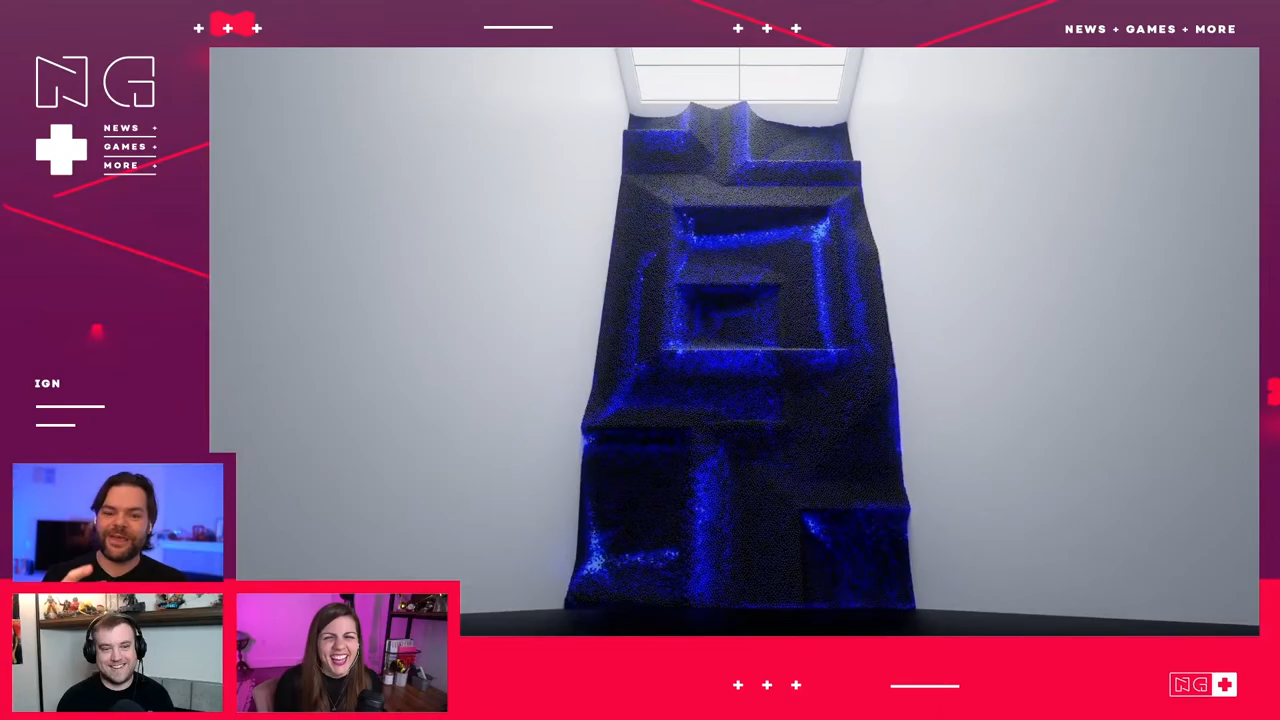 NEWS + GAMES + MORE
NG
NEWS +
GAMES +
MORE +
IGN
NG+